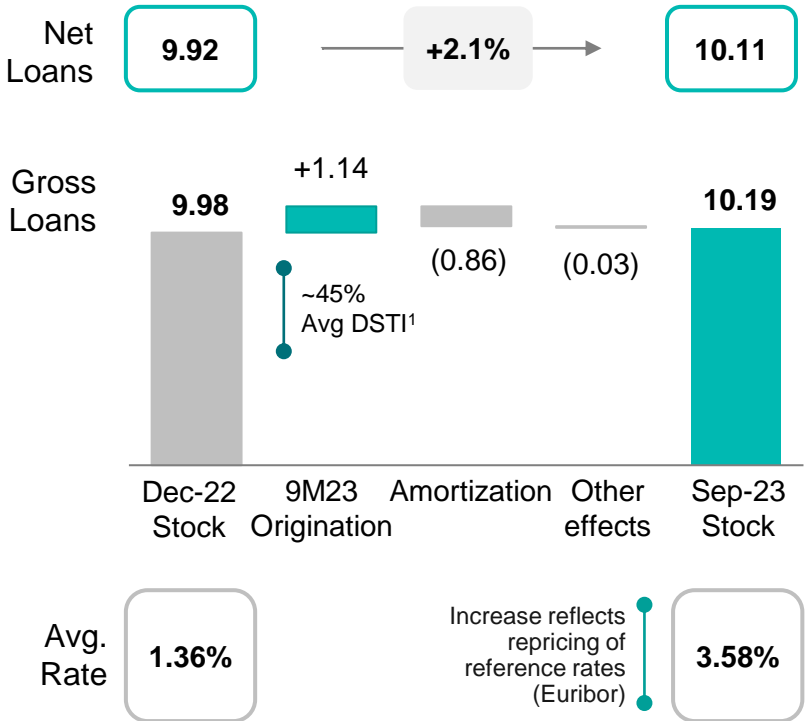 Net
Loans
9.92
+2.1%
10.11
Gross
Loans
9.98
+1.14
(0.86)
(0.03)
10.19
~45%
Avg DSTI¹
Dec-22
Stock
9M23
Origination
Amortization
Other
effects
Sep-23
Stock
Avg.
Rate
1.36%
Increase reflects
repricing of
reference rates
(Euribor)
3.58%